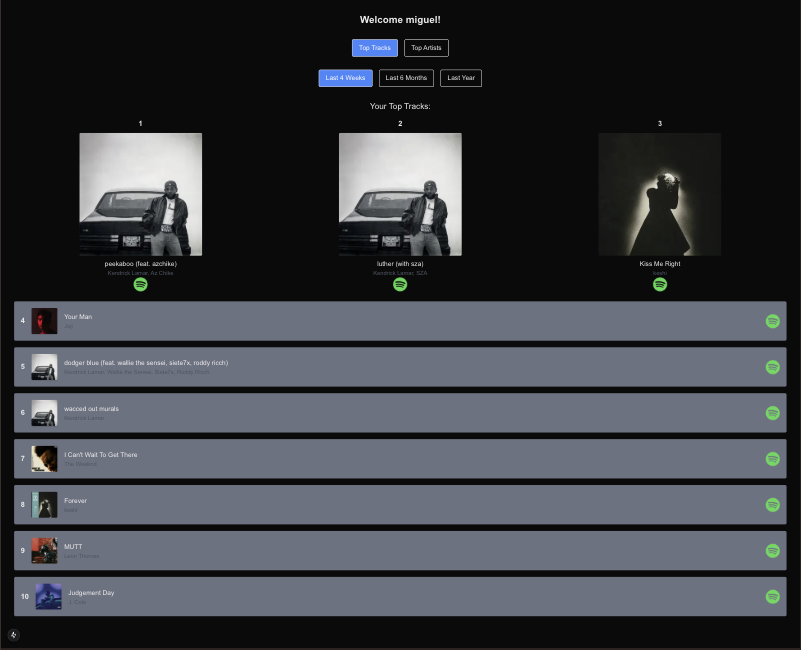 Welcome miguel!
Top Tracks Top Artists
Last 4 Weeks Last 6 Months Last Year
Your Top Tracks:
1
peekaboo (feat. azchike)
Kendrick Lamar, Az Chike
2
luther (with sza)
Kendrick Lamar, SZA
3
Kiss Me Right
keshi
4
Your Man
Joji
5
dodger blue (feat. wallie the sensei, siete7x, roddy ricch)
Kendrick Lamar, Wallie the Sensei, Siete7x, Roddy Ricch
6
wacced out murals
Kendrick Lamar
7
I Can't Wait To Get There
The Weeknd
8
Forever
keshi
9
MUTT
Leon Thomas
10
Judgement Day
J. Cole